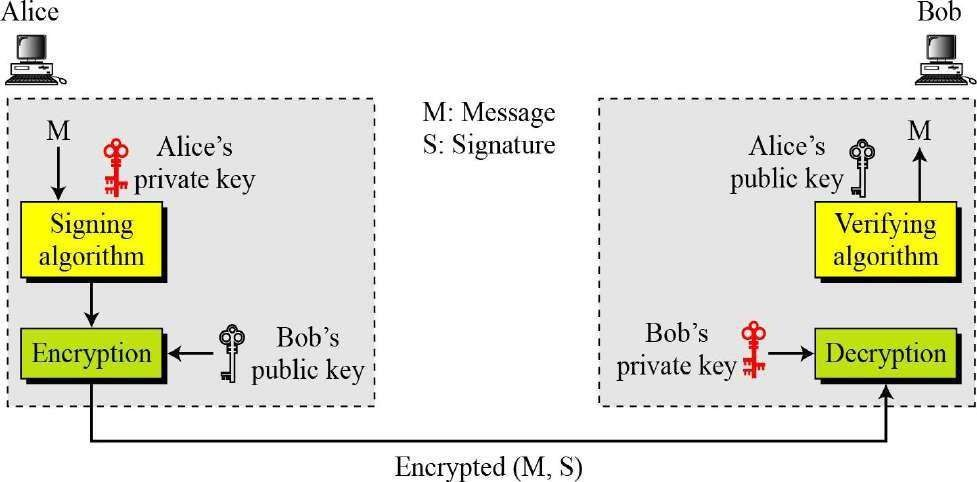 Alice
Bob
M: Message
S: Signature
M
Alice’s
private key
Signing
algorithm
Encryption
Bob’s
public key
Alice’s
public key
M
Verifying
algorithm
Bob’s
private key
Decryption
Encrypted (M, S)